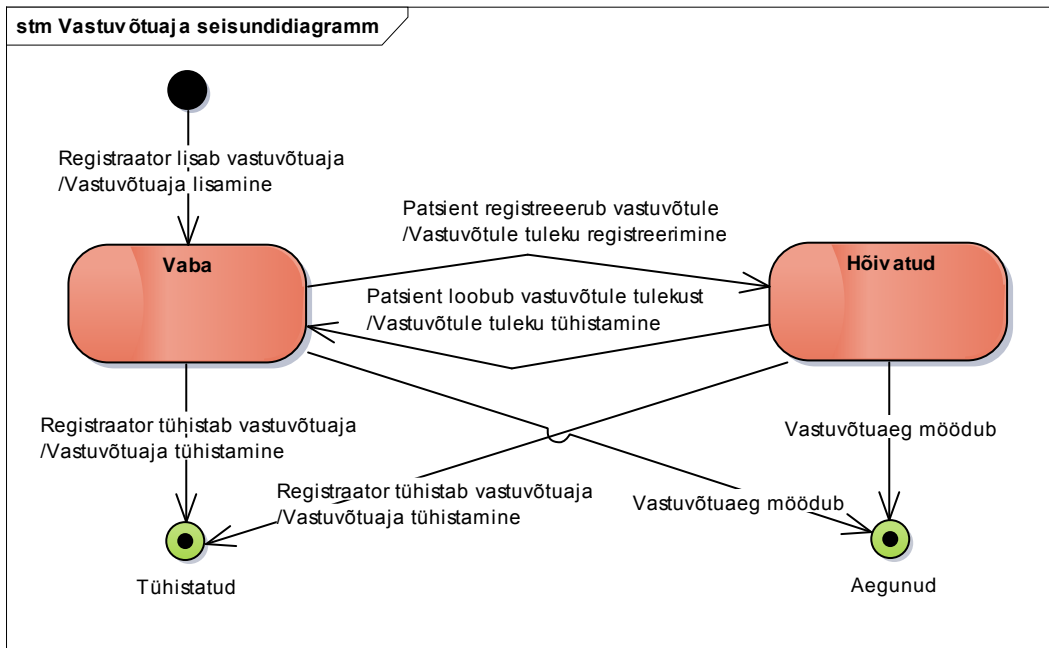 stm Vastuvõtuaja seisundidiagramm
Registraator lisab vastuvõtuaja
/Vastuvõtuaja lisamine
Patsient registreeerub vastuvõtule
/Vastuvõtule tuleku registreerimine
Vaba
Hõivatud
Patsient loobub vastuvõtule tulekust
/Vastuvõtule tuleku tühistamine
Registraator tühistab vastuvõtuaja
/Vastuvõtuaja tühistamine
Vastuvõtuaeg möödub
Registraator tühistab vastuvõtuaja
/Vastuvõtuaja tühistamine
Vastuvõtuaeg möödub
Tühistatud
Aegunud